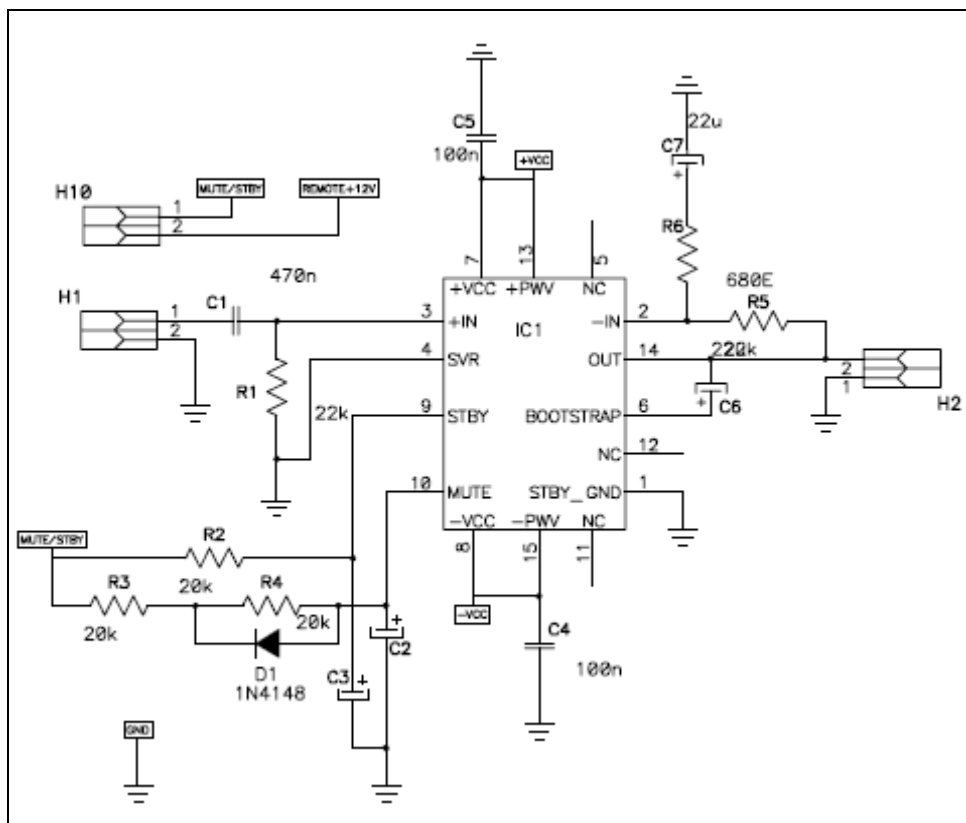 C5
100n
+VCC
22u
C7
+
H10
1
2
MUTE/STBY
REMOTE+12V
R6
7
13
5
470n
680E
H1
1
2
C1
3
+VCC
+PWV
NC
+IN
IC1
-IN
2
R5
4
SVR
OUT
14
2
1
H2
R1
22k
9
STBY
BOOTSTRAP
6
+
C6
NC
12
10
MUTE
STBY_GND
1
-VCC
-PWV
NC
8
15
11
MUTE/STBY
R2
R3
20k
R4
20k
20k
-VCC
+
C2
C4
100n
D1
1N4148
C3
+
GND